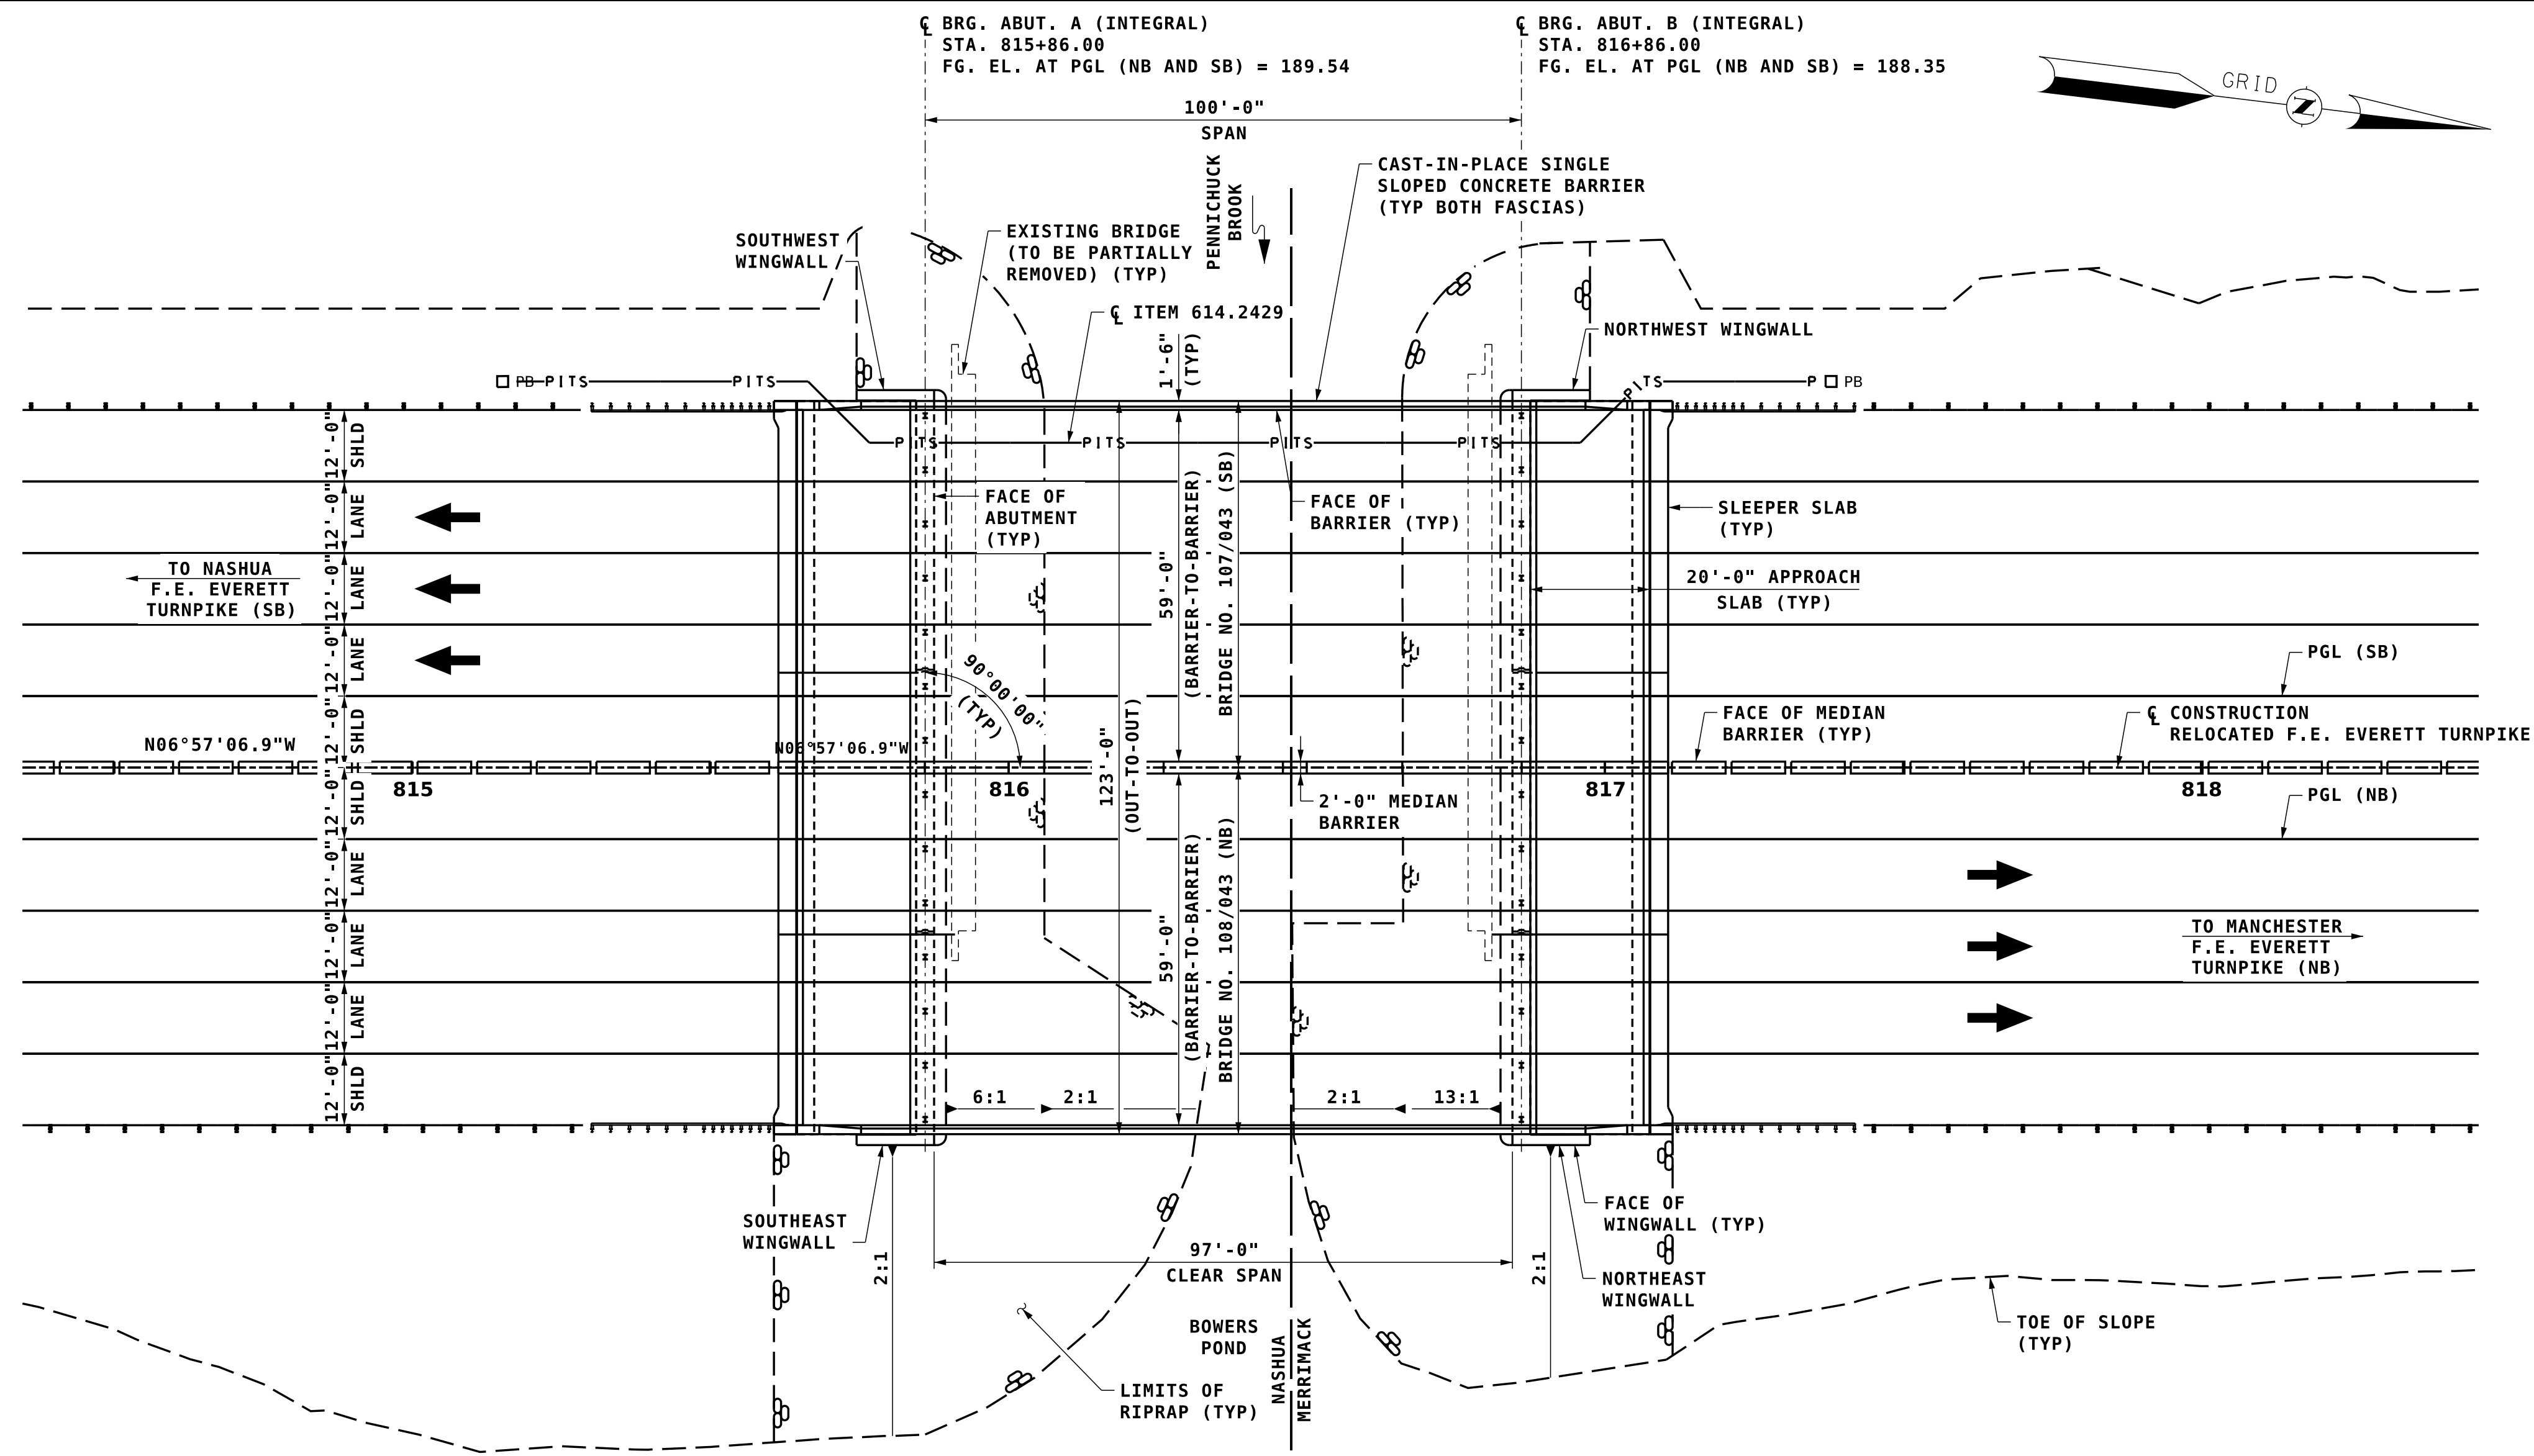 ℄ BRG. ABUT. A (INTEGRAL)
STA. 815+86.00
FG. EL. AT PGL (NB AND SB) = 189.54
℄ BRG. ABUT. B (INTEGRAL)
STA. 816+86.00
FG. EL. AT PGL (NB AND SB) = 188.35
GRID
N
100'-0"
SPAN
PENNICHUCK
BROOK
CAST-IN-PLACE SINGLE
SLOPED CONCRETE BARRIER
(TYP BOTH FASCIAS)
SOUTHWEST
WINGWALL
EXISTING BRIDGE
(TO BE PARTIALLY
REMOVED) (TYP)
℄ ITEM 614.2429
1'-6"
(TYP)
NORTHWEST WINGWALL
PB PITS
PITS
PITS
P
PB
PITS
PITS
PITS
PITS
12'-0"
SHLD
12'-0"
LANE
12'-0"
LANE
12'-0"
LANE
12'-0"
SHLD
FACE OF
ABUTMENT
(TYP)
FACE OF
BARRIER (TYP)
SLEEPER SLAB
(TYP)
59'-0"
(BARRIER-TO-BARRIER)
BRIDGE NO. 107/043 (SB)
TO NASHUA
F.E. EVERETT
TURNPIKE (SB)
20'-0" APPROACH
SLAB (TYP)
PGL (SB)
90°00'00"
(TYP)
123'-0"
(OUT-TO-OUT)
FACE OF MEDIAN
BARRIER (TYP)
℄ CONSTRUCTION
RELOCATED F.E. EVERETT TURNPIKE
N06°57'06.9"W
N06°57'06.9"W
815
816
817
818
2'-0" MEDIAN
BARRIER
PGL (NB)
12'-0"
SHLD
12'-0"
LANE
12'-0"
LANE
12'-0"
LANE
12'-0"
SHLD
59'-0"
(BARRIER-TO-BARRIER)
BRIDGE NO. 108/043 (NB)
TO MANCHESTER
F.E. EVERETT
TURNPIKE (NB)
6:1
2:1
2:1
13:1
SOUTHEAST
WINGWALL
2:1
97'-0"
CLEAR SPAN
2:1
FACE OF
WINGWALL (TYP)
NORTHEAST
WINGWALL
BOWERS
POND
NASHUA
MERRIMACK
LIMITS OF
RIPRAP (TYP)
TOE OF SLOPE
(TYP)